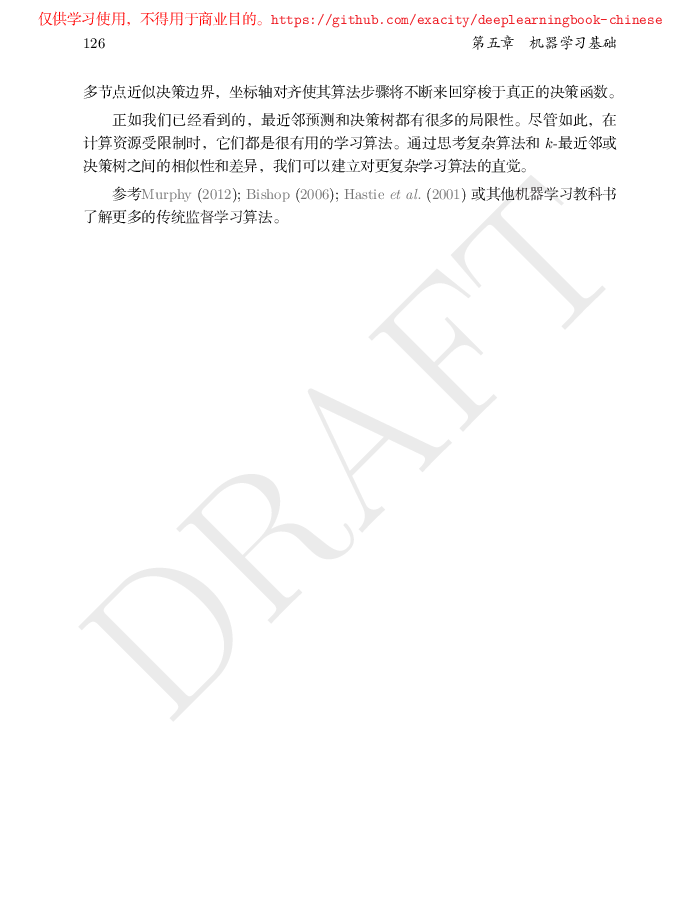 仅供学习使用，不得用于商业目的。https://github.com/exacity/deeplearningbook-chinese
126 第五章 机器学习基础
多节点近似决策边界，坐标轴对齐使其算法步骤将不断来回穿梭于真正的决策函数。
正如我们已经看到的，最近邻预测和决策树都有很多的局限性。尽管如此，在
计算资源受限制时，它们都是很有用的学习算法。通过思考复杂算法和 k-最近邻或
决策树之间的相似性和差异，我们可以建立对更复杂学习算法的直觉。
参考Murphy (2012); Bishop (2006); Hastie et al. (2001) 或其他机器学习教科书
了解更多的传统监督学习算法。
DRAFT